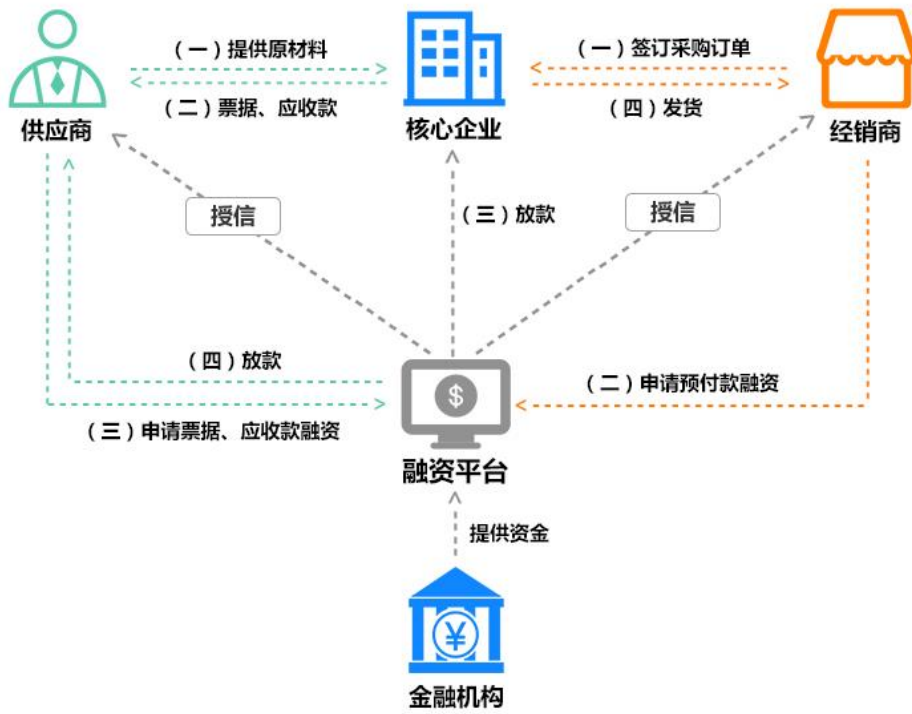 （一）提供原材料
（一）签订采购订单
（二）票据、应收款
（四）发货
供应商
核心企业
经销商
授信
（三）放款
授信
（四）放款
（二）申请预付款融资
$
（三）申请票据、应收款融资
融资平台
提供资金
¥
金融机构